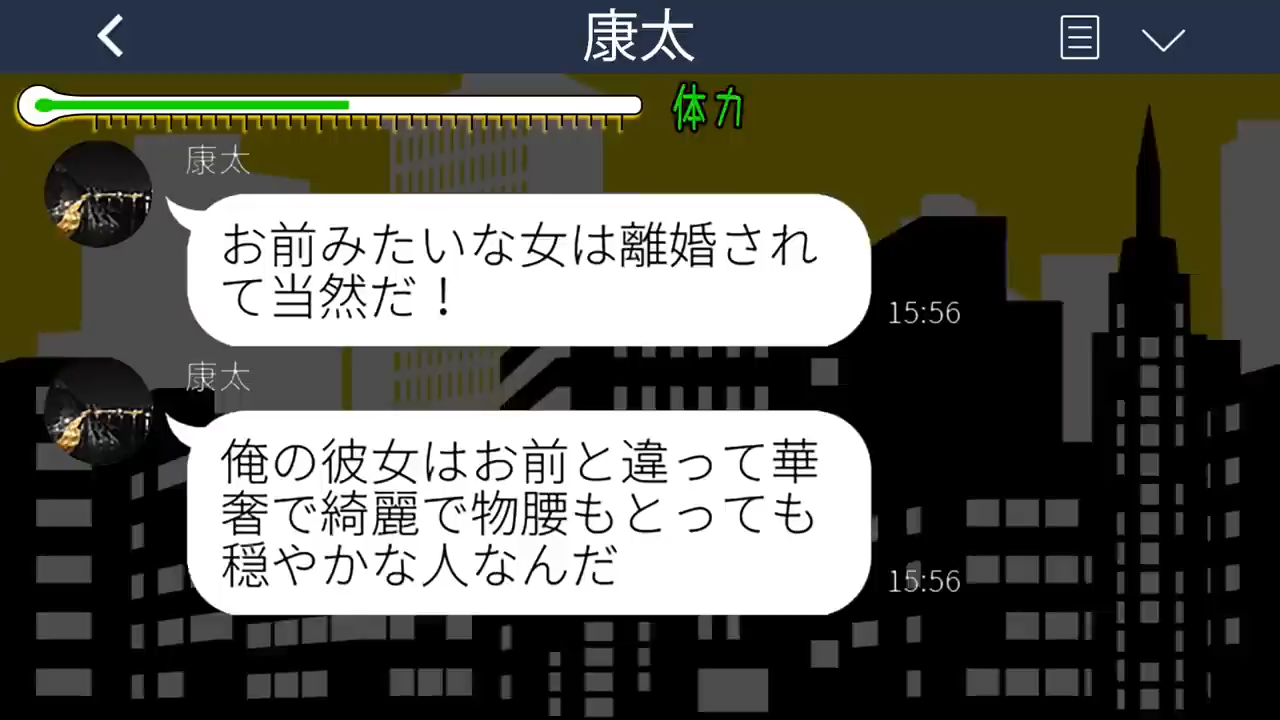 康太
体力
康太
お前みたいな女は離婚され
て当然だ！
15:56
康太
俺の彼女はお前と違って華
奢で綺麗で物腰もとっても
穏やかな人なんだ
15:56